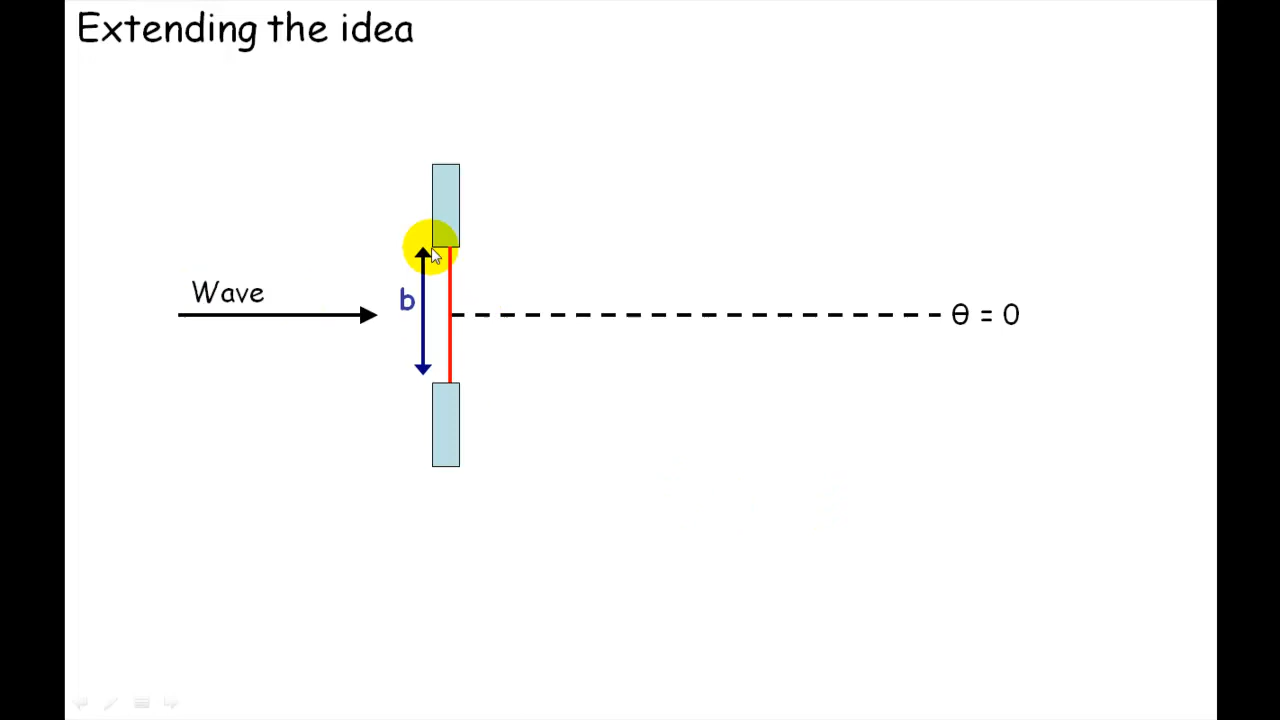 Extending the idea
Wave
b
θ = 0